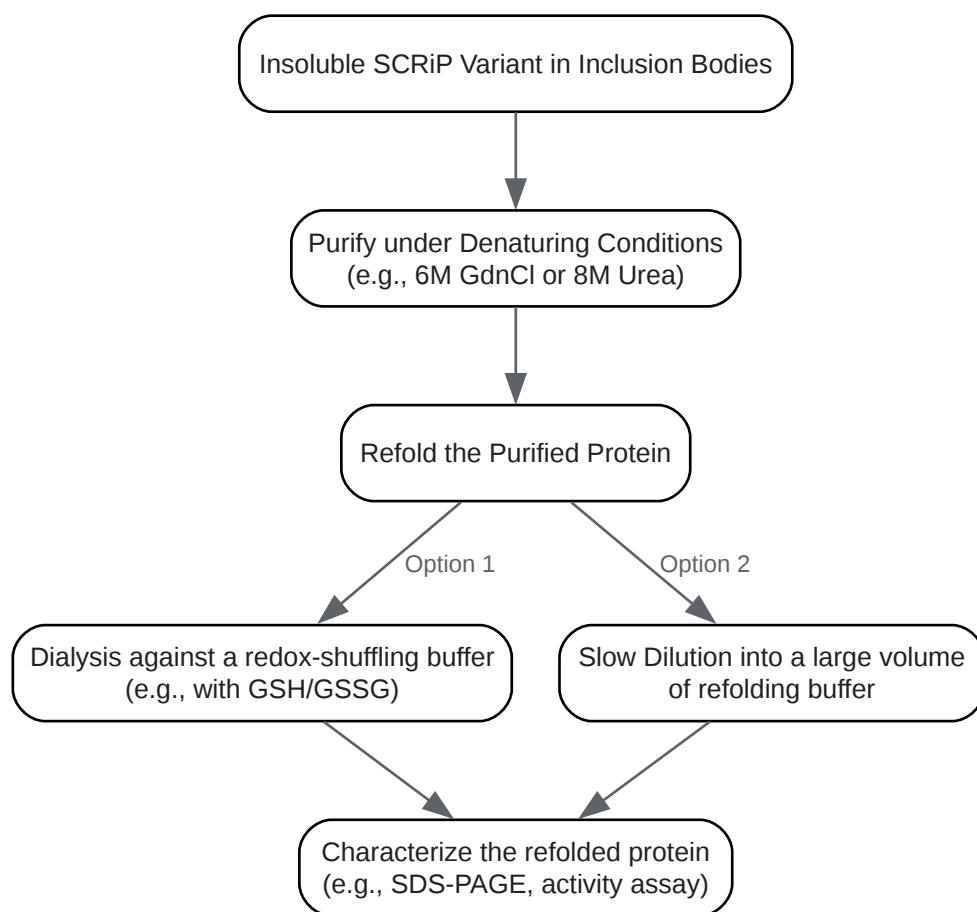 Insoluble SCRiP Variant in Inclusion Bodies
Purify under Denaturing Conditions
(e.g., 6M GdnCl or 8M Urea)
Refold the Purified Protein
Option 1
Option 2
Dialysis against a redox-shuffling buffer
(e.g., with GSH/GSSG)
Slow Dilution into a large volume
of refolding buffer
Characterize the refolded protein
(e.g., SDS-PAGE, activity assay)